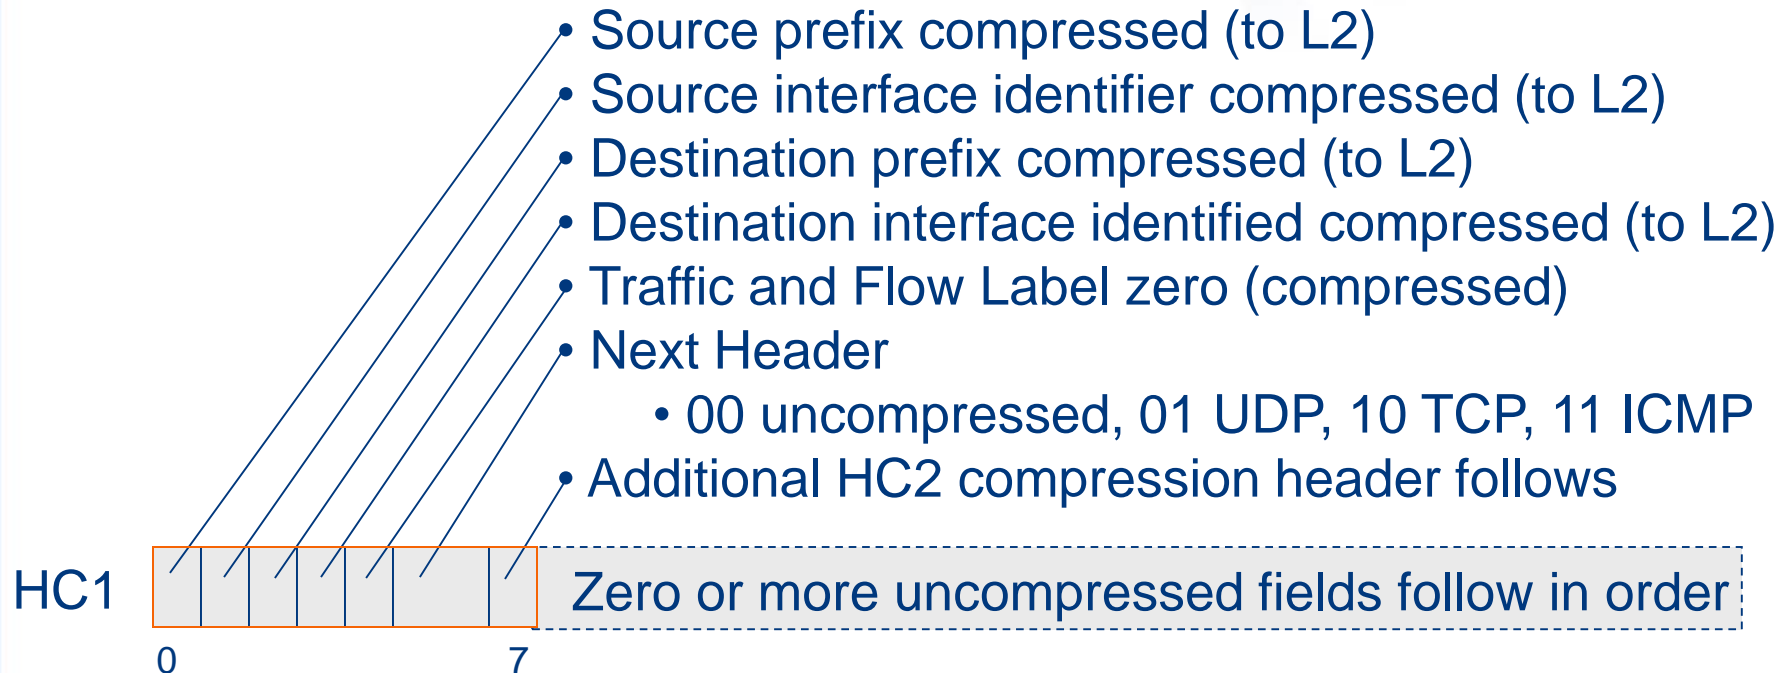 • Source prefix compressed (to L2)
• Source interface identifier compressed (to L2)
• Destination prefix compressed (to L2)
• Destination interface identified compressed (to L2)
• Traffic and Flow Label zero (compressed)
• Next Header
• 00 uncompressed, 01 UDP, 10 TCP, 11 ICMP
• Additional HC2 compression header follows
HC1 Zero or more uncompressed fields follow in order
0 7